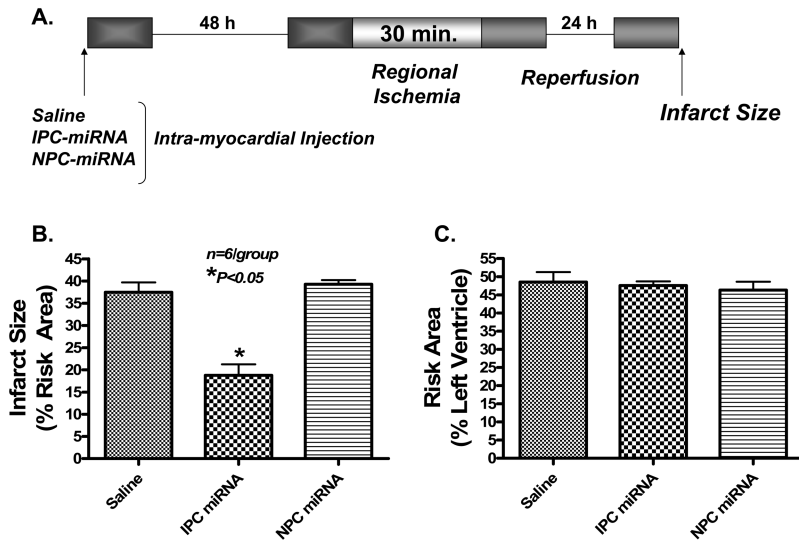 A.
48 h
30 min.
24 h
Regional
Ischemia
Reperfusion
Infarct Size
Saline
IPC-miRNA
NPC-miRNA
Intra-myocardial Injection
B.
n=6/group
*P<0.05
Infarct Size
(% Risk Area)
45
40
35
30
25
20
15
10
5
0
*
Saline
IPC miRNA
NPC miRNA
C.
Risk Area
(% Left Ventricle)
55
50
45
40
35
30
25
20
15
10
5
0
Saline
IPC miRNA
NPC miRNA